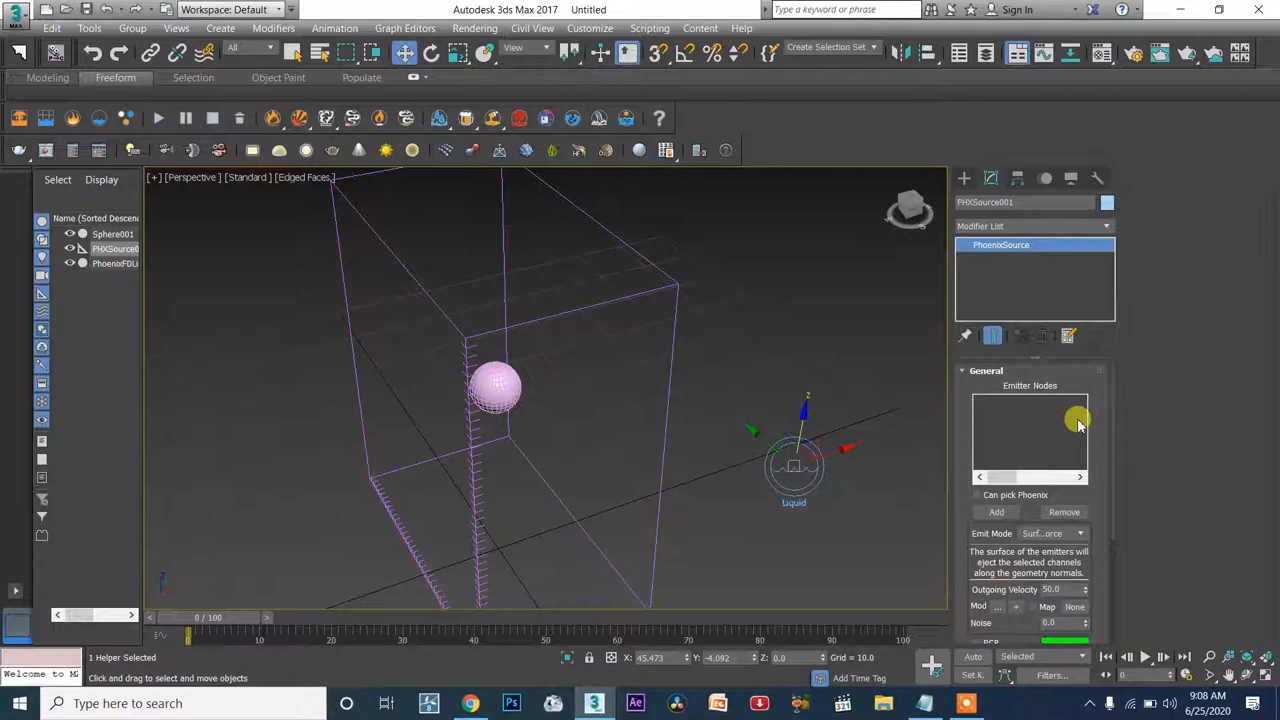 Workspace: Default
Autodesk 3ds Max 2017
Untitled
Type a keyword or phrase
Sign In
MAX
Edit Tools Group Views Create Modifiers Animation Graph Editors Rendering Civil View Customize Scripting Content Help
All
View
Create Selection Set
Modeling Freeform Selection Object Paint Populate
Select Display
[+] [Perspective] [Standard] [Edged Faces]
PHXSource001
Name (Sorted Descen
Modifier List
Sphere001
PHXSource0
PhoenixFDLi
PhoenixSource
General
Emitter Nodes
Can pick Phoenix
Add Remove
Liquid
Emit Mode Surf...orce
The surface of the emitters will
eject the selected channels
along the geometry normals.
Outgoing Velocity 50.0
Mod ... + Map None
Noise 0.0
RGB
0 / 100
0 10 20 30 40 50 60 70 80 90 100
1 Helper Selected
X: 45.473 Y: -4.092 Z: 0.0 Grid = 10.0
Auto Selected
Welcome to M
Click and drag to select and move objects
Add Time Tag
Set K. Filters...
0
Type here to search
9:08 AM
6/25/2020